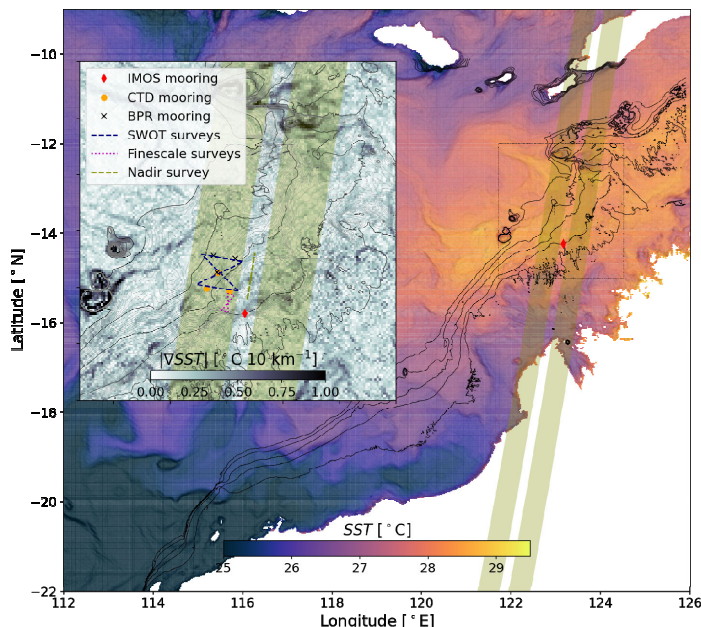 −10
−12
−14
−16
−18
−20
−22
Latitude [°N]
IMOS mooring
CTD mooring
BPR mooring
SWOT surveys
Finescale surveys
Nadir survey
|∇SST| [°C 10 km⁻¹]
0.00 0.25 0.50 0.75 1.00
SST [°C]
25 26 27 28 29
112 114 116 118 120 122 124 126
Longitude [°E]